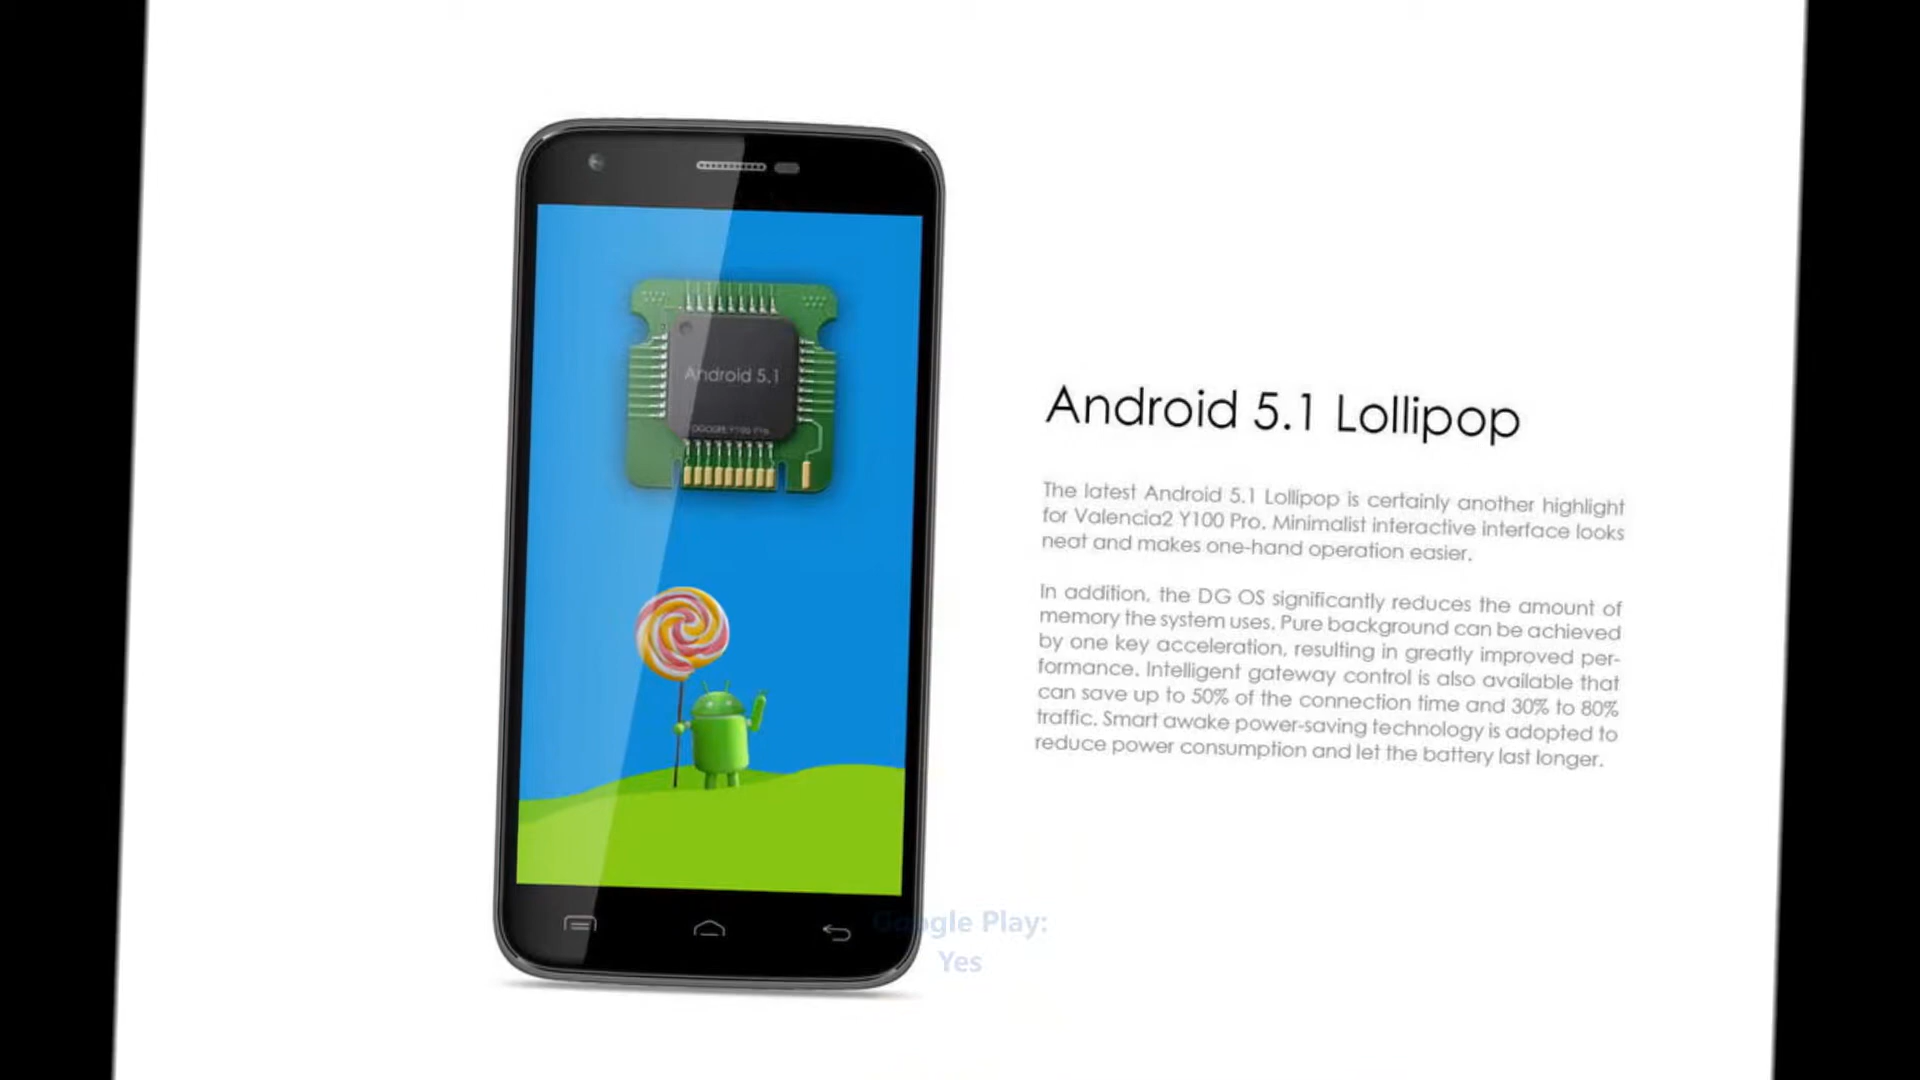 Android 5.1
DOOGEE Y100 Pro
Android 5.1 Lollipop
The latest Android 5.1 Lollipop is certainly another highlight
for Valencia2 Y100 Pro. Minimalist interactive interface looks
neat and makes one-hand operation easier.
In addition, the DG OS significantly reduces the amount of
memory the system uses. Pure background can be achieved
by one key acceleration, resulting in greatly improved per-
formance. Intelligent gateway control is also available that
can save up to 50% of the connection time and 30% to 80%
traffic. Smart awake power-saving technology is adopted to
reduce power consumption and let the battery last longer.
Google Play:
Yes